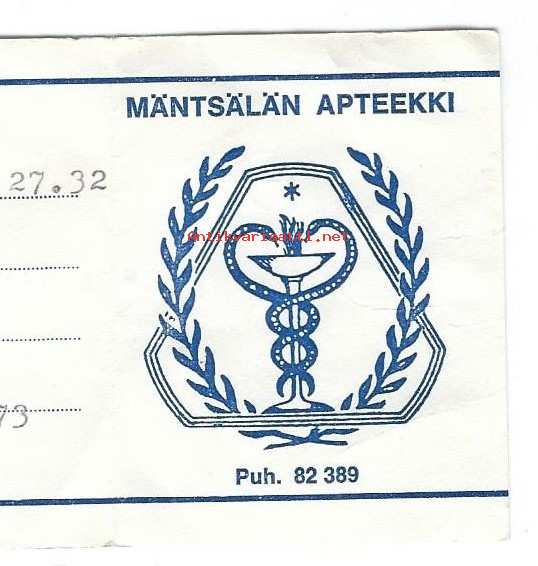 MÄNTSÄLÄN APTEEKKI
27.32
Antikvariaatti.net
73
Puh. 82 389